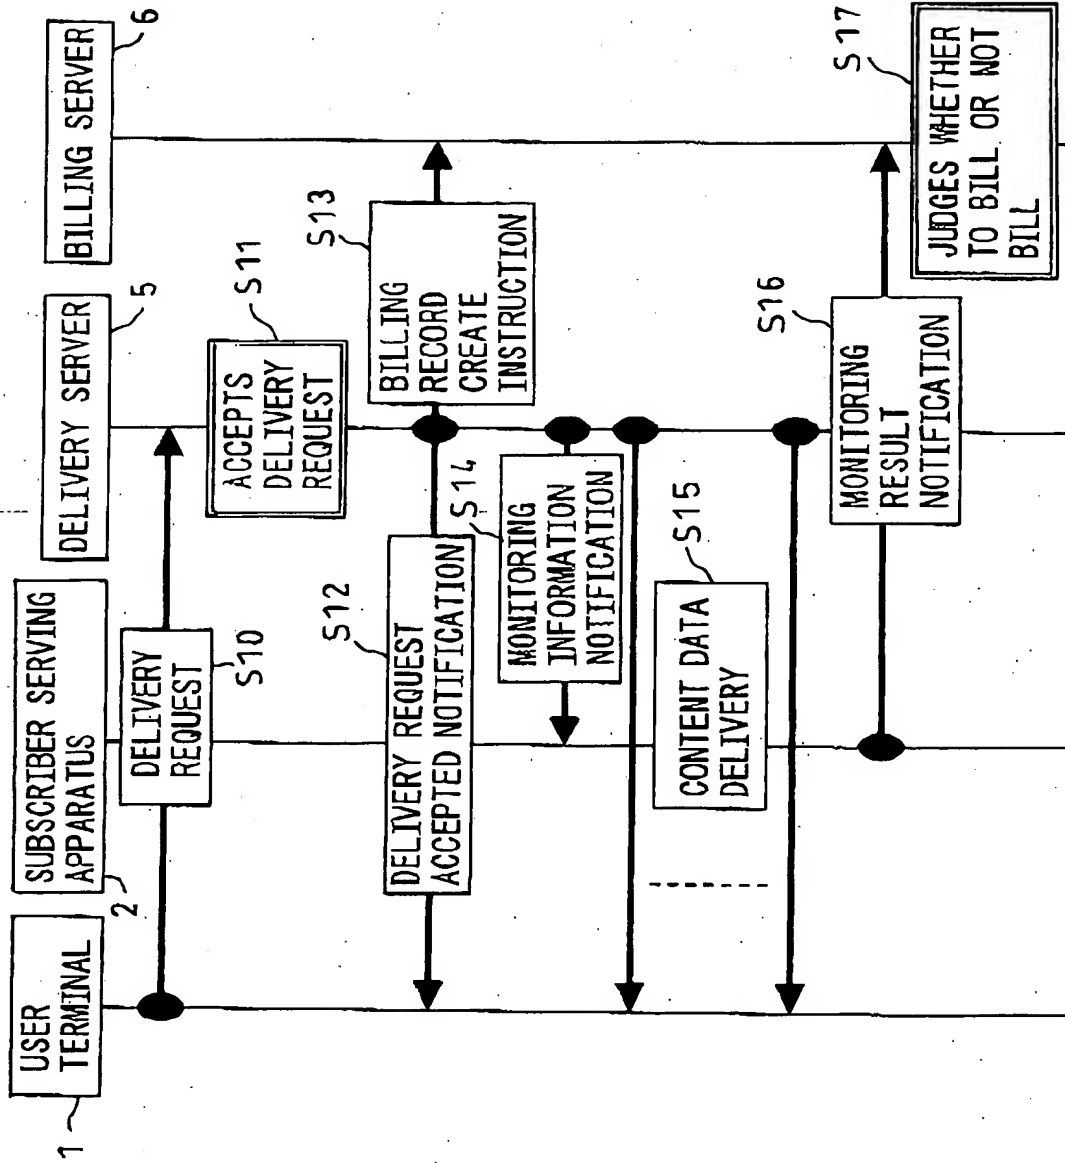 1
USER
TERMINAL
2
SUBSCRIBER SERVING
APPARATUS
5
DELIVERY SERVER
6
BILLING SERVER
DELIVERY
REQUEST
S10
S11
ACCEPTS
DELIVERY
REQUEST
S12
DELIVERY REQUEST
ACCEPTED NOTIFICATION
S13
BILLING
RECORD
CREATE
INSTRUCTION
S14
MONITORING
INFORMATION
NOTIFICATION
S15
CONTENT DATA
DELIVERY
S16
MONITORING
RESULT
NOTIFICATION
S17
JUDGES WHETHER
TO BILL OR NOT
BILL